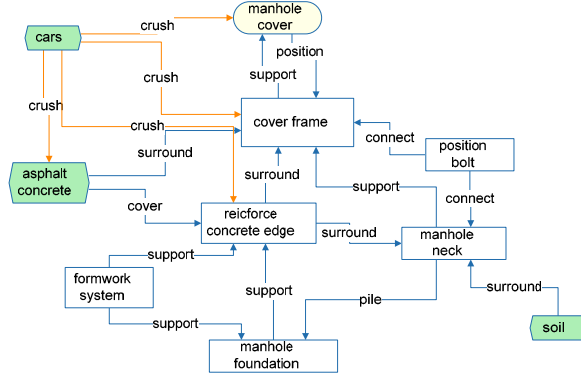 manhole
cover
crush
cars
position
support
crush
crush
cover frame
crush
connect
position
bolt
surround
asphalt
concrete
surround
support
connect
cover
reicforce
concrete edge
surround
manhole
neck
support
formwork
system
support
pile
surround
support
soil
manhole
foundation